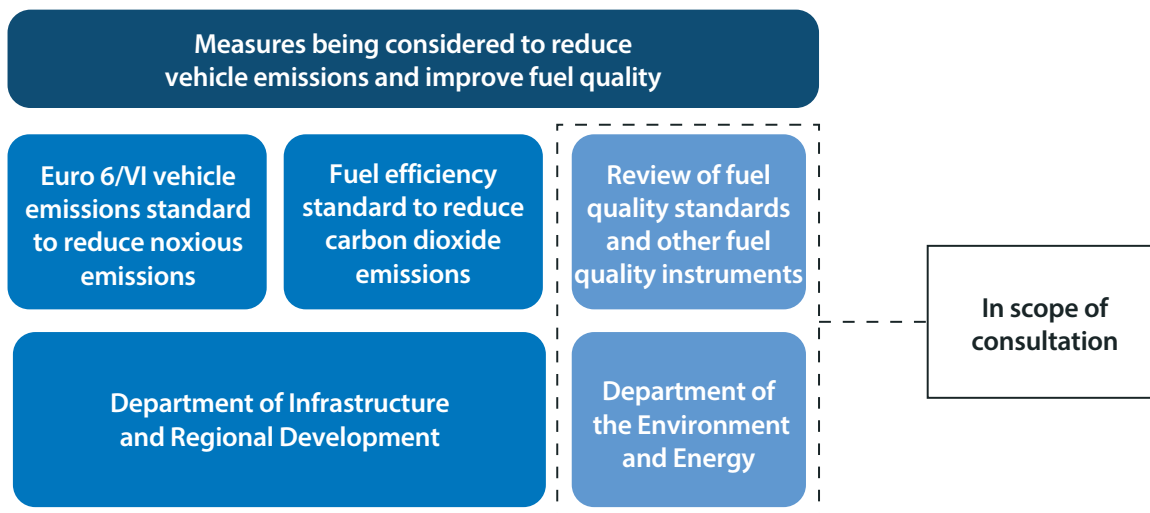 Measures being considered to reduce
vehicle emissions and improve fuel quality
Euro 6/VI vehicle
emissions standard
to reduce noxious
emissions
Fuel efficiency
standard to reduce
carbon dioxide
emissions
Review of fuel
quality standards
and other fuel
quality instruments
In scope of
consultation
Department of Infrastructure
and Regional Development
Department of
the Environment
and Energy